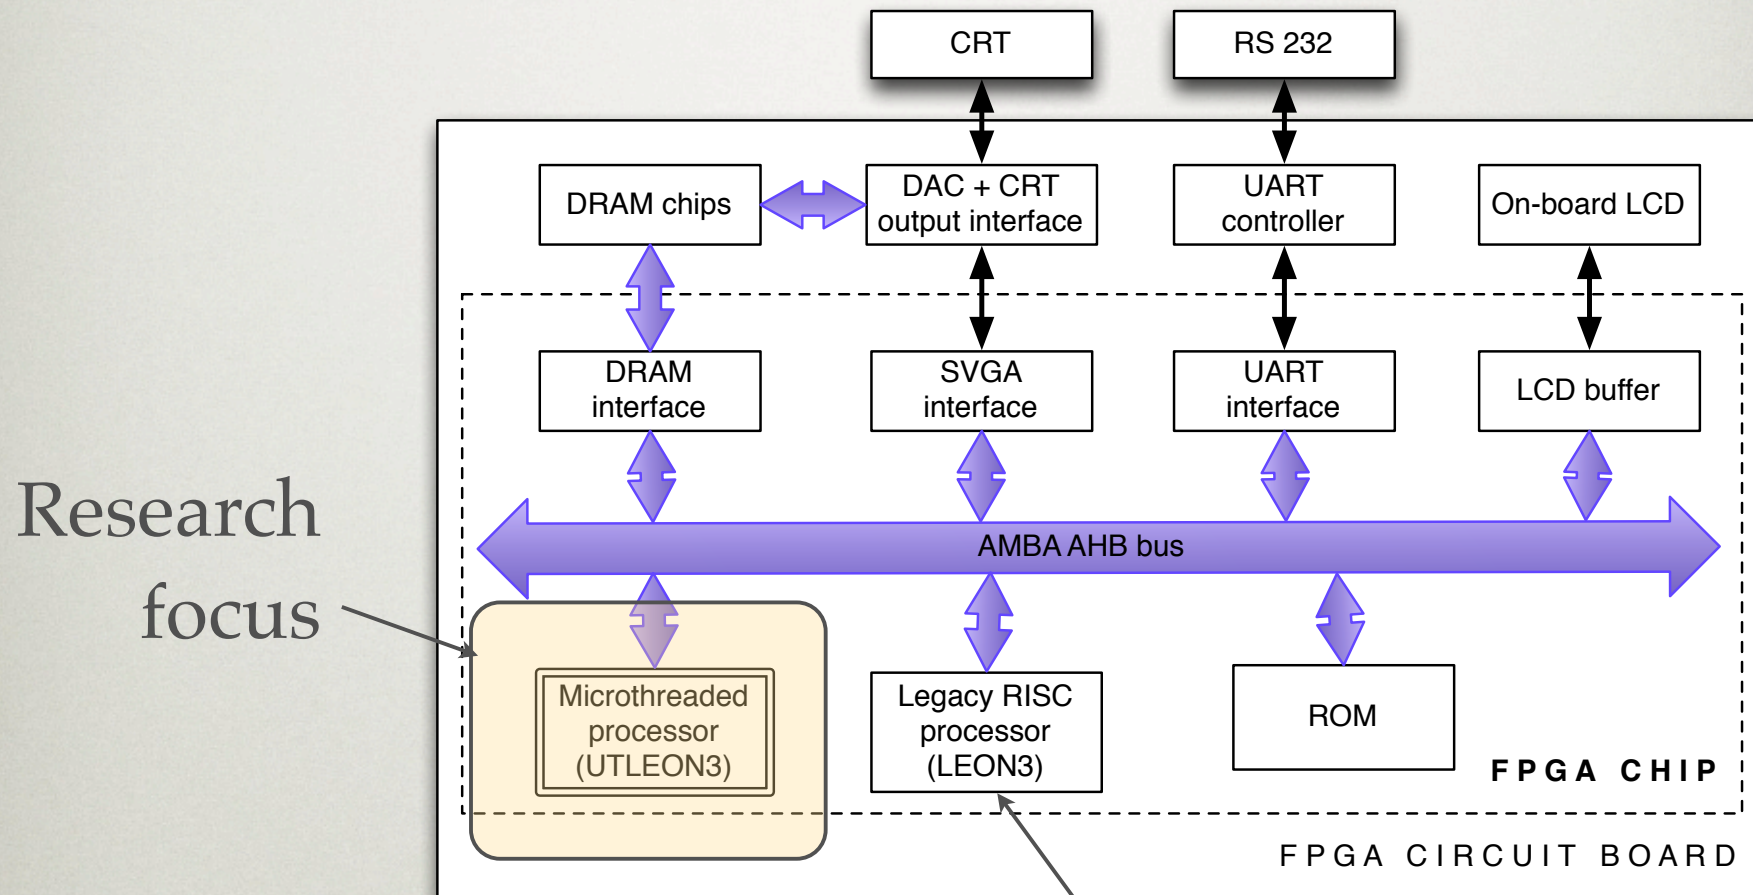 CRT
RS 232
DRAM chips
DAC + CRT
output interface
UART
controller
On-board LCD
DRAM
interface
SVGA
interface
UART
interface
LCD buffer
Research
focus
AMBA AHB bus
Microthreaded
processor
(UTLEON3)
Legacy RISC
processor
(LEON3)
ROM
FPGA CHIP
FPGA CIRCUIT BOARD